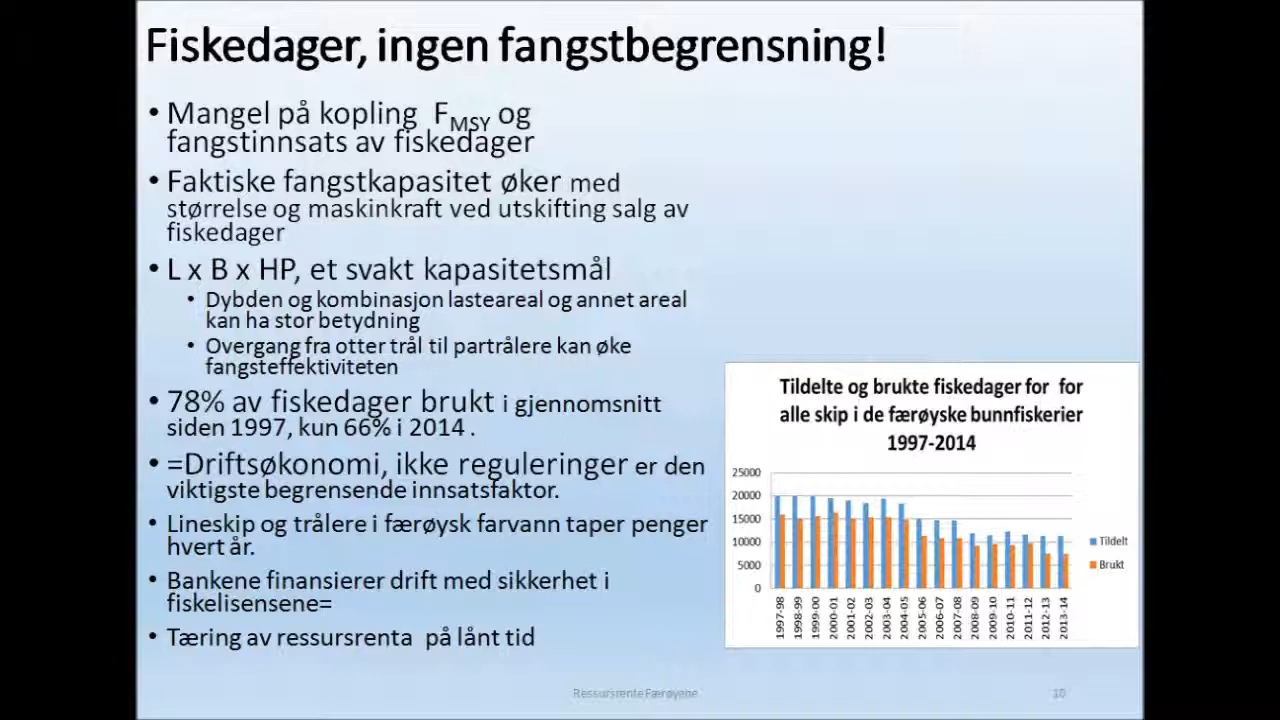 Fiskedager, ingen fangstbegrensning!
• Mangel på kopling F_MSY og
fangstinnsats av fiskedager
• Faktiske fangstkapasitet øker med
størrelse og maskinkraft ved utskifting salg av
fiskedager
• L x B x HP, et svakt kapasitetsmål
• Dybden og kombinasjon lasteareal og annet areal
kan ha stor betydning
• Overgang fra otter trål til partrålere kan øke
fangsteffektiviteten
• 78% av fiskedager brukt i gjennomsnitt
siden 1997, kun 66% i 2014 .
• =Driftsøkonomi, ikke reguleringer er den
viktigste begrensende innsatsfaktor.
• Lineskip og trålere i færøysk farvann taper penger
hvert år.
• Bankene finansierer drift med sikkerhet i
fiskelisensene=
• Tæring av ressursrenta på lånt tid
Tildelte og brukte fiskedager for for
alle skip i de færøyske bunnfiskerier
1997-2014
25000
20000
15000
10000
5000
0
1997-98
1998-99
1999-00
2000-01
2001-02
2002-03
2003-04
2004-05
2005-06
2006-07
2007-08
2008-09
2009-10
2010-11
2011-12
2012-13
2013-14
Tildelt
Brukt
Ressursrente Færøyene
10